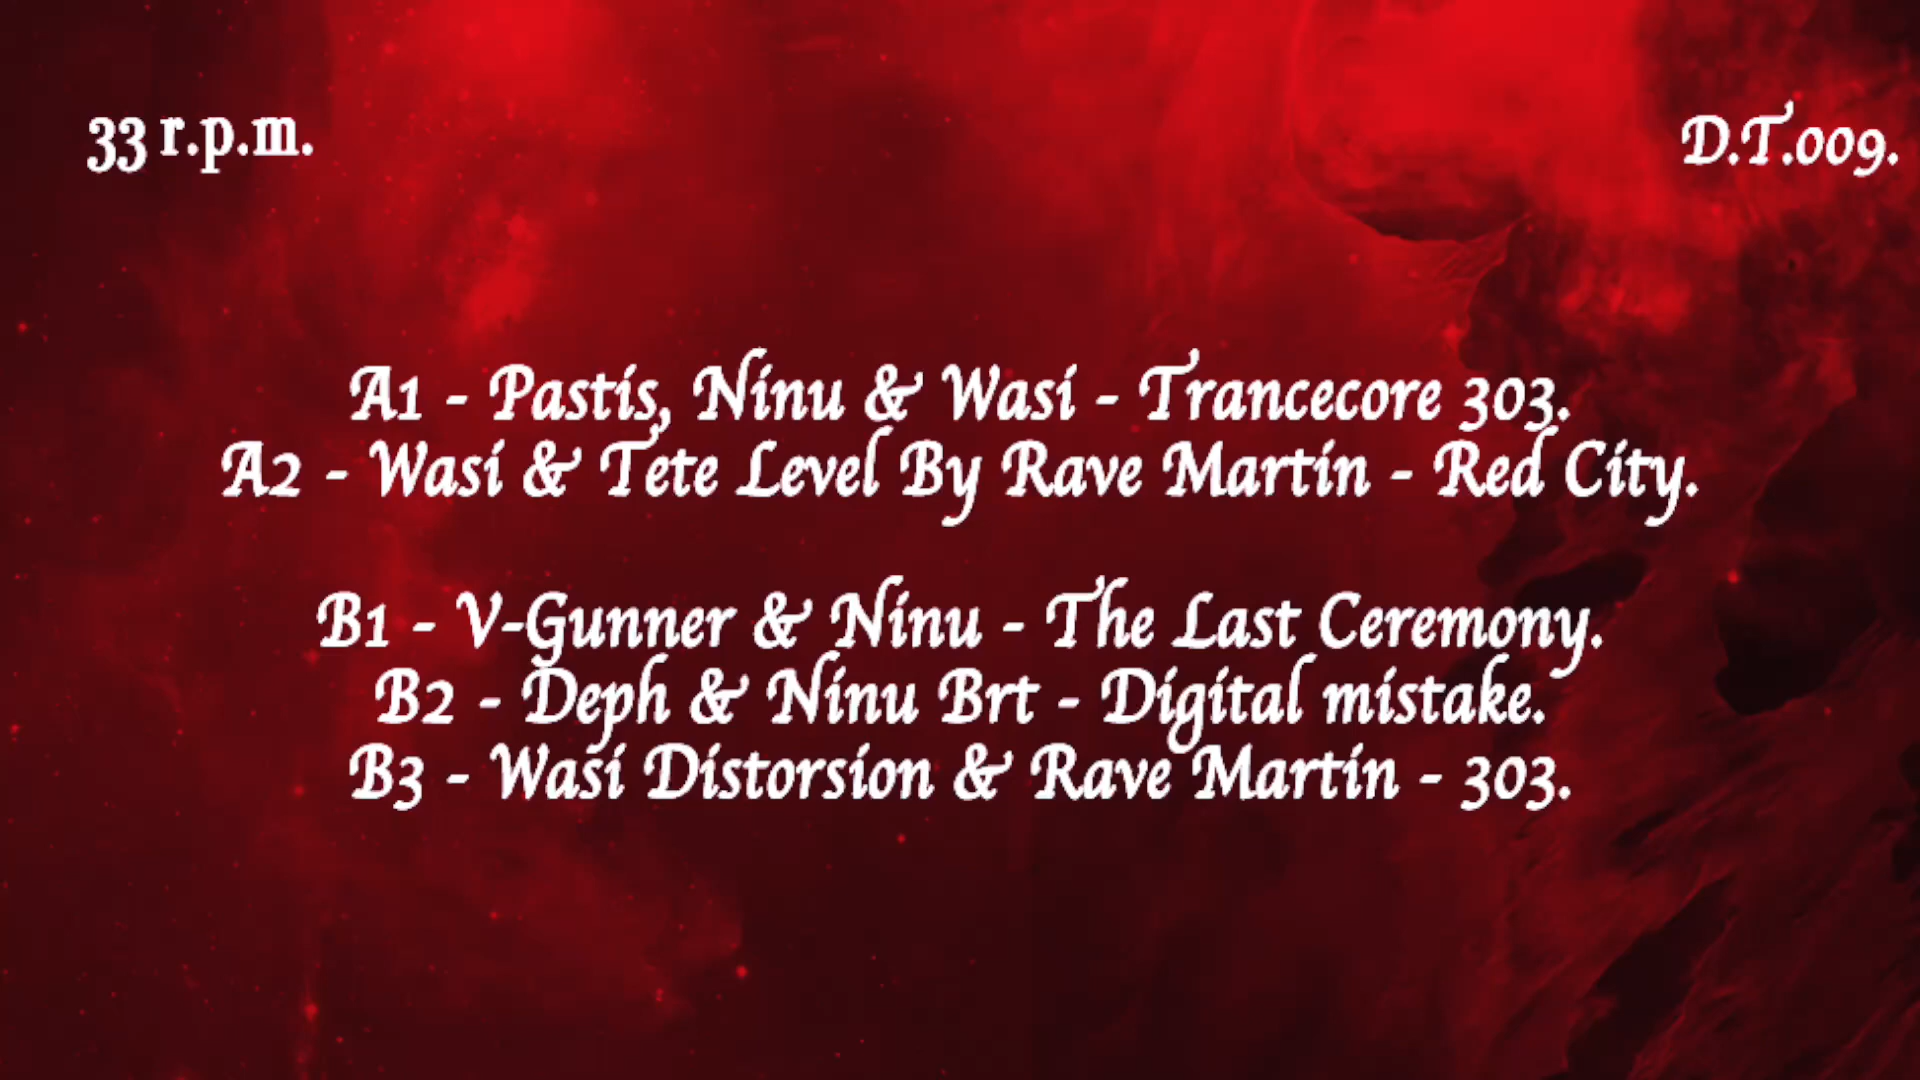 33 r.p.m.
D.T.009.
A1 - Pastis, Ninu & Wasi - Trancecore 303.
A2 - Wasi & Tete Level By Rave Martin - Red City.
B1 - V-Gunner & Ninu - The Last Ceremony.
B2 - Deph & Ninu Brt - Digital mistake.
B3 - Wasi Distorsion & Rave Martin - 303.